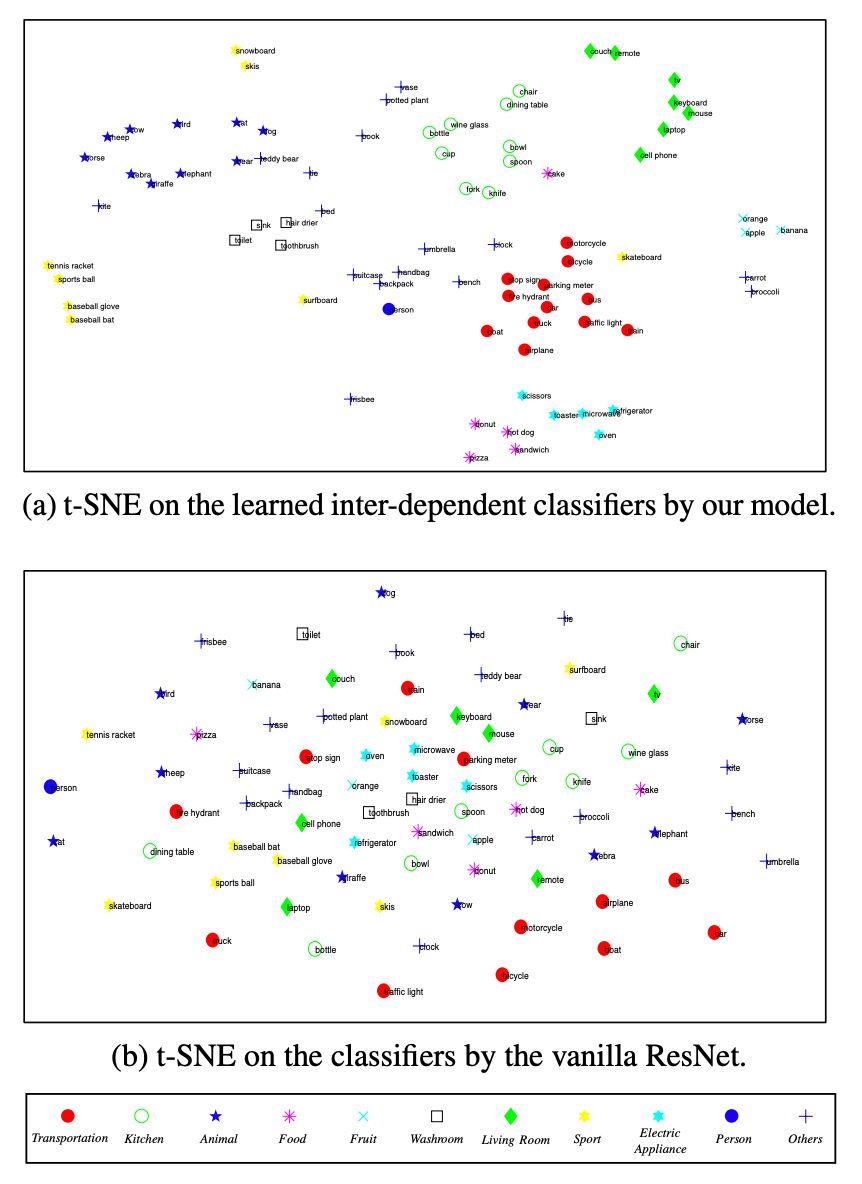 snowboard
couch
remote
skis
tv
vase
chair
potted plant
dining table
keyboard
mouse
bird
cat
dog
wine glass
cow
sheep
book
bottle
laptop
horse
bear
teddy bear
cup
bowl
spoon
cell phone
zebra
giraffe
elephant
tie
cake
fork
knife
kite
bed
sink
hair drier
orange
apple
banana
toilet
toothbrush
umbrella
clock
motorcycle
bicycle
skateboard
tennis racket
sports ball
suitcase
handbag
backpack
bench
stop sign
parking meter
carrot
broccoli
surfboard
fire hydrant
bus
baseball glove
person
car
baseball bat
boat
truck
traffic light
train
airplane
frisbee
scissors
toaster
microwave
refrigerator
donut
hot dog
oven
pizza
sandwich
(a) t-SNE on the learned inter-dependent classifiers by our model.
dog
tie
frisbee
toilet
bed
chair
book
surfboard
banana
couch
teddy bear
bird
train
bear
tv
vase
potted plant
snowboard
keyboard
sink
horse
tennis racket
pizza
mouse
stop sign
oven
microwave
parking meter
cup
wine glass
sheep
suitcase
kite
person
handbag
orange
toaster
scissors
fork
knife
cake
backpack
hair drier
fire hydrant
toothbrush
spoon
hot dog
broccoli
bench
cell phone
sandwich
cat
dining table
baseball bat
refrigerator
apple
carrot
elephant
baseball glove
bowl
zebra
umbrella
sports ball
giraffe
donut
remote
bus
skateboard
laptop
skis
cow
airplane
truck
bottle
clock
motorcycle
boat
car
traffic light
bicycle
(b) t-SNE on the classifiers by the vanilla ResNet.
Transportation
Kitchen
Animal
Food
Fruit
Washroom
Living Room
Sport
Electric
Appliance
Person
Others